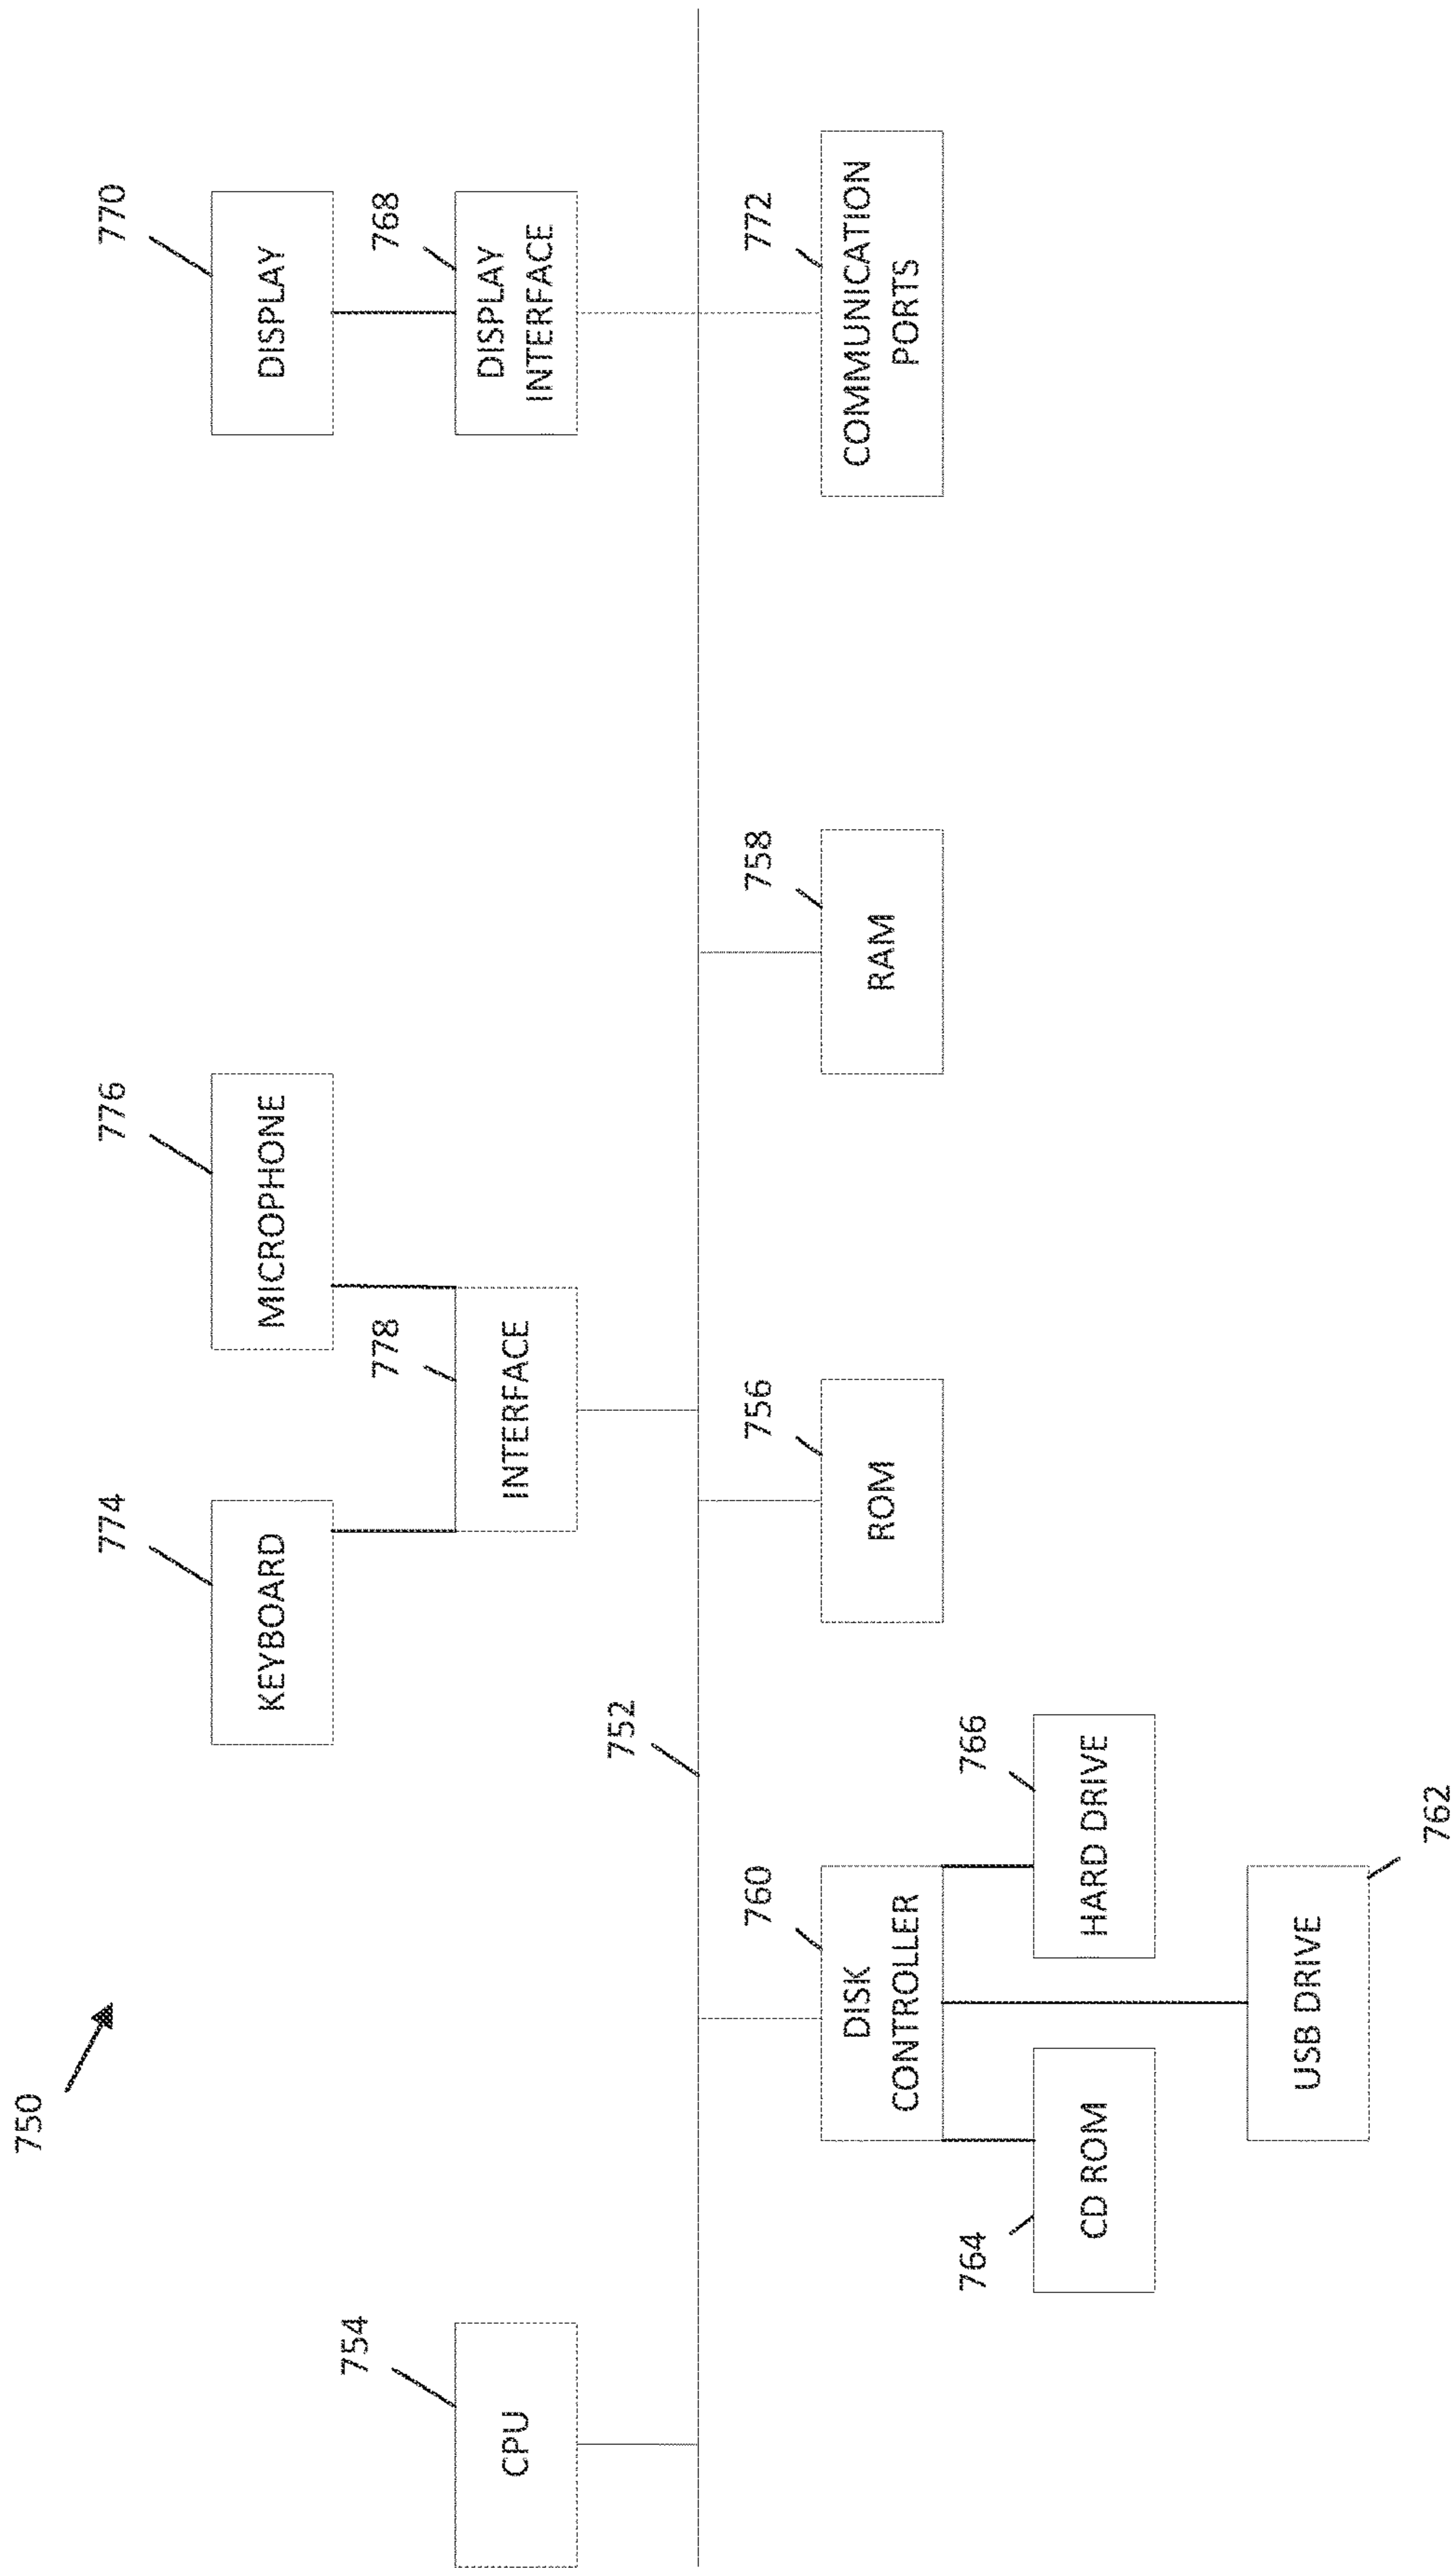 750
774
KEYBOARD
776
MICROPHONE
770
DISPLAY
754
CPU
778
INTERFACE
768
DISPLAY
INTERFACE
752
760
DISK
CONTROLLER
756
ROM
758
RAM
772
COMMUNICATION
PORTS
764
CD ROM
766
HARD DRIVE
USB DRIVE
762